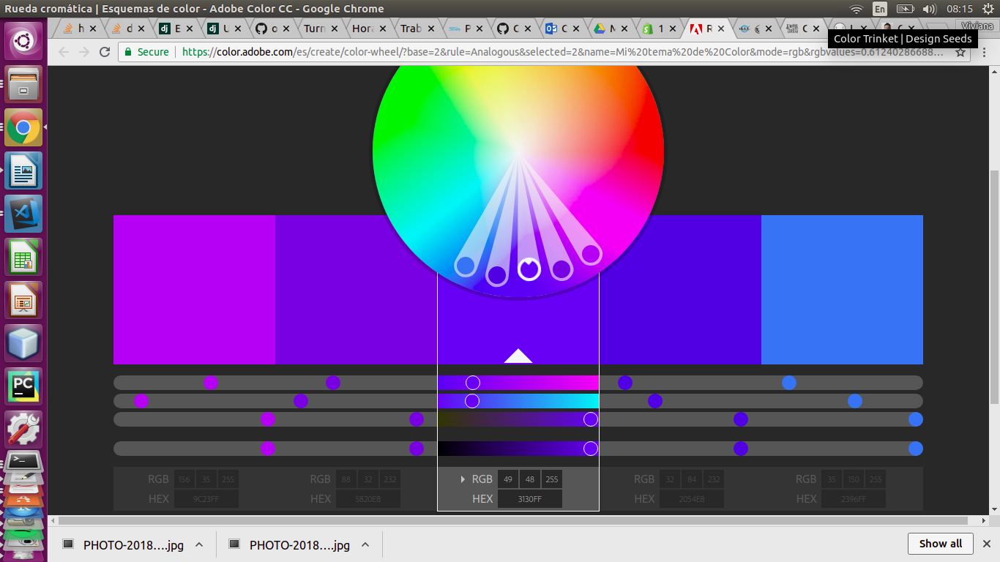 Rueda cromática | Esquemas de color - Adobe Color CC - Google Chrome
En
08:15
h
d
E
U
o
Turn
Hora
Trab
P
C
O
M
1
R
C
Viviana
Color Trinket | Design Seeds
Secure
https://color.adobe.com/es/create/color-wheel/?base=2&rule=Analogous&selected=2&name=Mi%20tema%20de%20Color&mode=rgb&rgbvalues=0.61240286688...
RGB 156 35 255
RGB 88 32 232
RGB 49 48 255
RGB 32 84 232
RGB 35 150 255
HEX 9C23FF
HEX 5820E8
HEX 3130FF
HEX 2054E8
HEX 2396FF
PHOTO-2018....jpg
PHOTO-2018....jpg
Show all